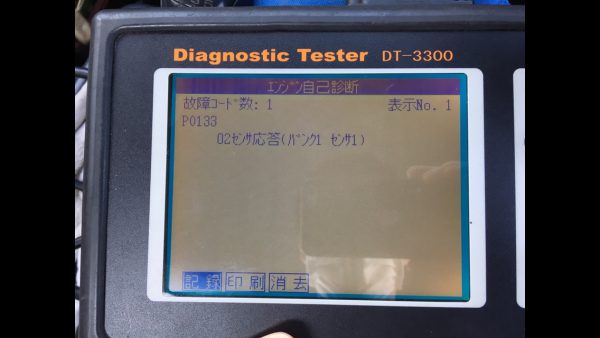 Diagnostic Tester DT-3300
ｴﾝｼﾞﾝ自己診断
故障ｺｰﾄﾞ数: 1 表示No. 1
P0133
O2ｾﾝｻ応答(ﾊﾞﾝｸ1 ｾﾝｻ1)
記録 印刷 消去